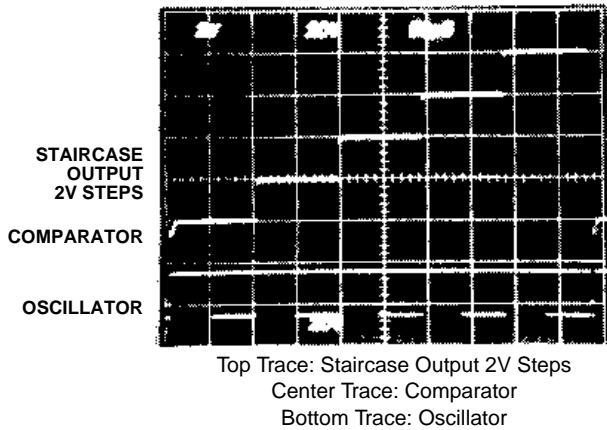 STAIRCASE
OUTPUT
2V STEPS
COMPARATOR
OSCILLATOR
Top Trace: Staircase Output 2V Steps
Center Trace: Comparator
Bottom Trace: Oscillator